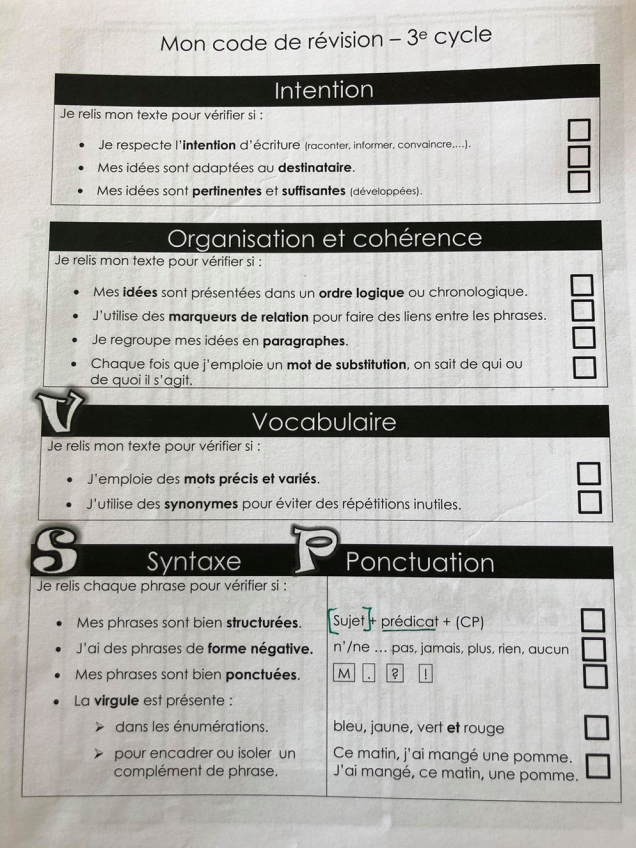 Mon code de révision – 3e cycle
Intention
Je relis mon texte pour vérifier si :
• Je respecte l'intention d'écriture (raconter, informer, convaincre,...).
• Mes idées sont adaptées au destinataire.
• Mes idées sont pertinentes et suffisantes (développées).
Organisation et cohérence
Je relis mon texte pour vérifier si :
• Mes idées sont présentées dans un ordre logique ou chronologique.
• J'utilise des marqueurs de relation pour faire des liens entre les phrases.
• Je regroupe mes idées en paragraphes.
• Chaque fois que j'emploie un mot de substitution, on sait de qui ou
de quoi il s'agit.
V
Vocabulaire
Je relis mon texte pour vérifier si :
• J'emploie des mots précis et variés.
• J'utilise des synonymes pour éviter des répétitions inutiles.
S Syntaxe P Ponctuation
Je relis chaque phrase pour vérifier si :
• Mes phrases sont bien structurées. [Sujet]+ prédicat + (CP)
• J'ai des phrases de forme négative. n'/ne ... pas, jamais, plus, rien, aucun
• Mes phrases sont bien ponctuées. M . ? !
• La virgule est présente :
➢ dans les énumérations. bleu, jaune, vert et rouge
➢ pour encadrer ou isoler un Ce matin, j'ai mangé une pomme.
complément de phrase. J'ai mangé, ce matin, une pomme.